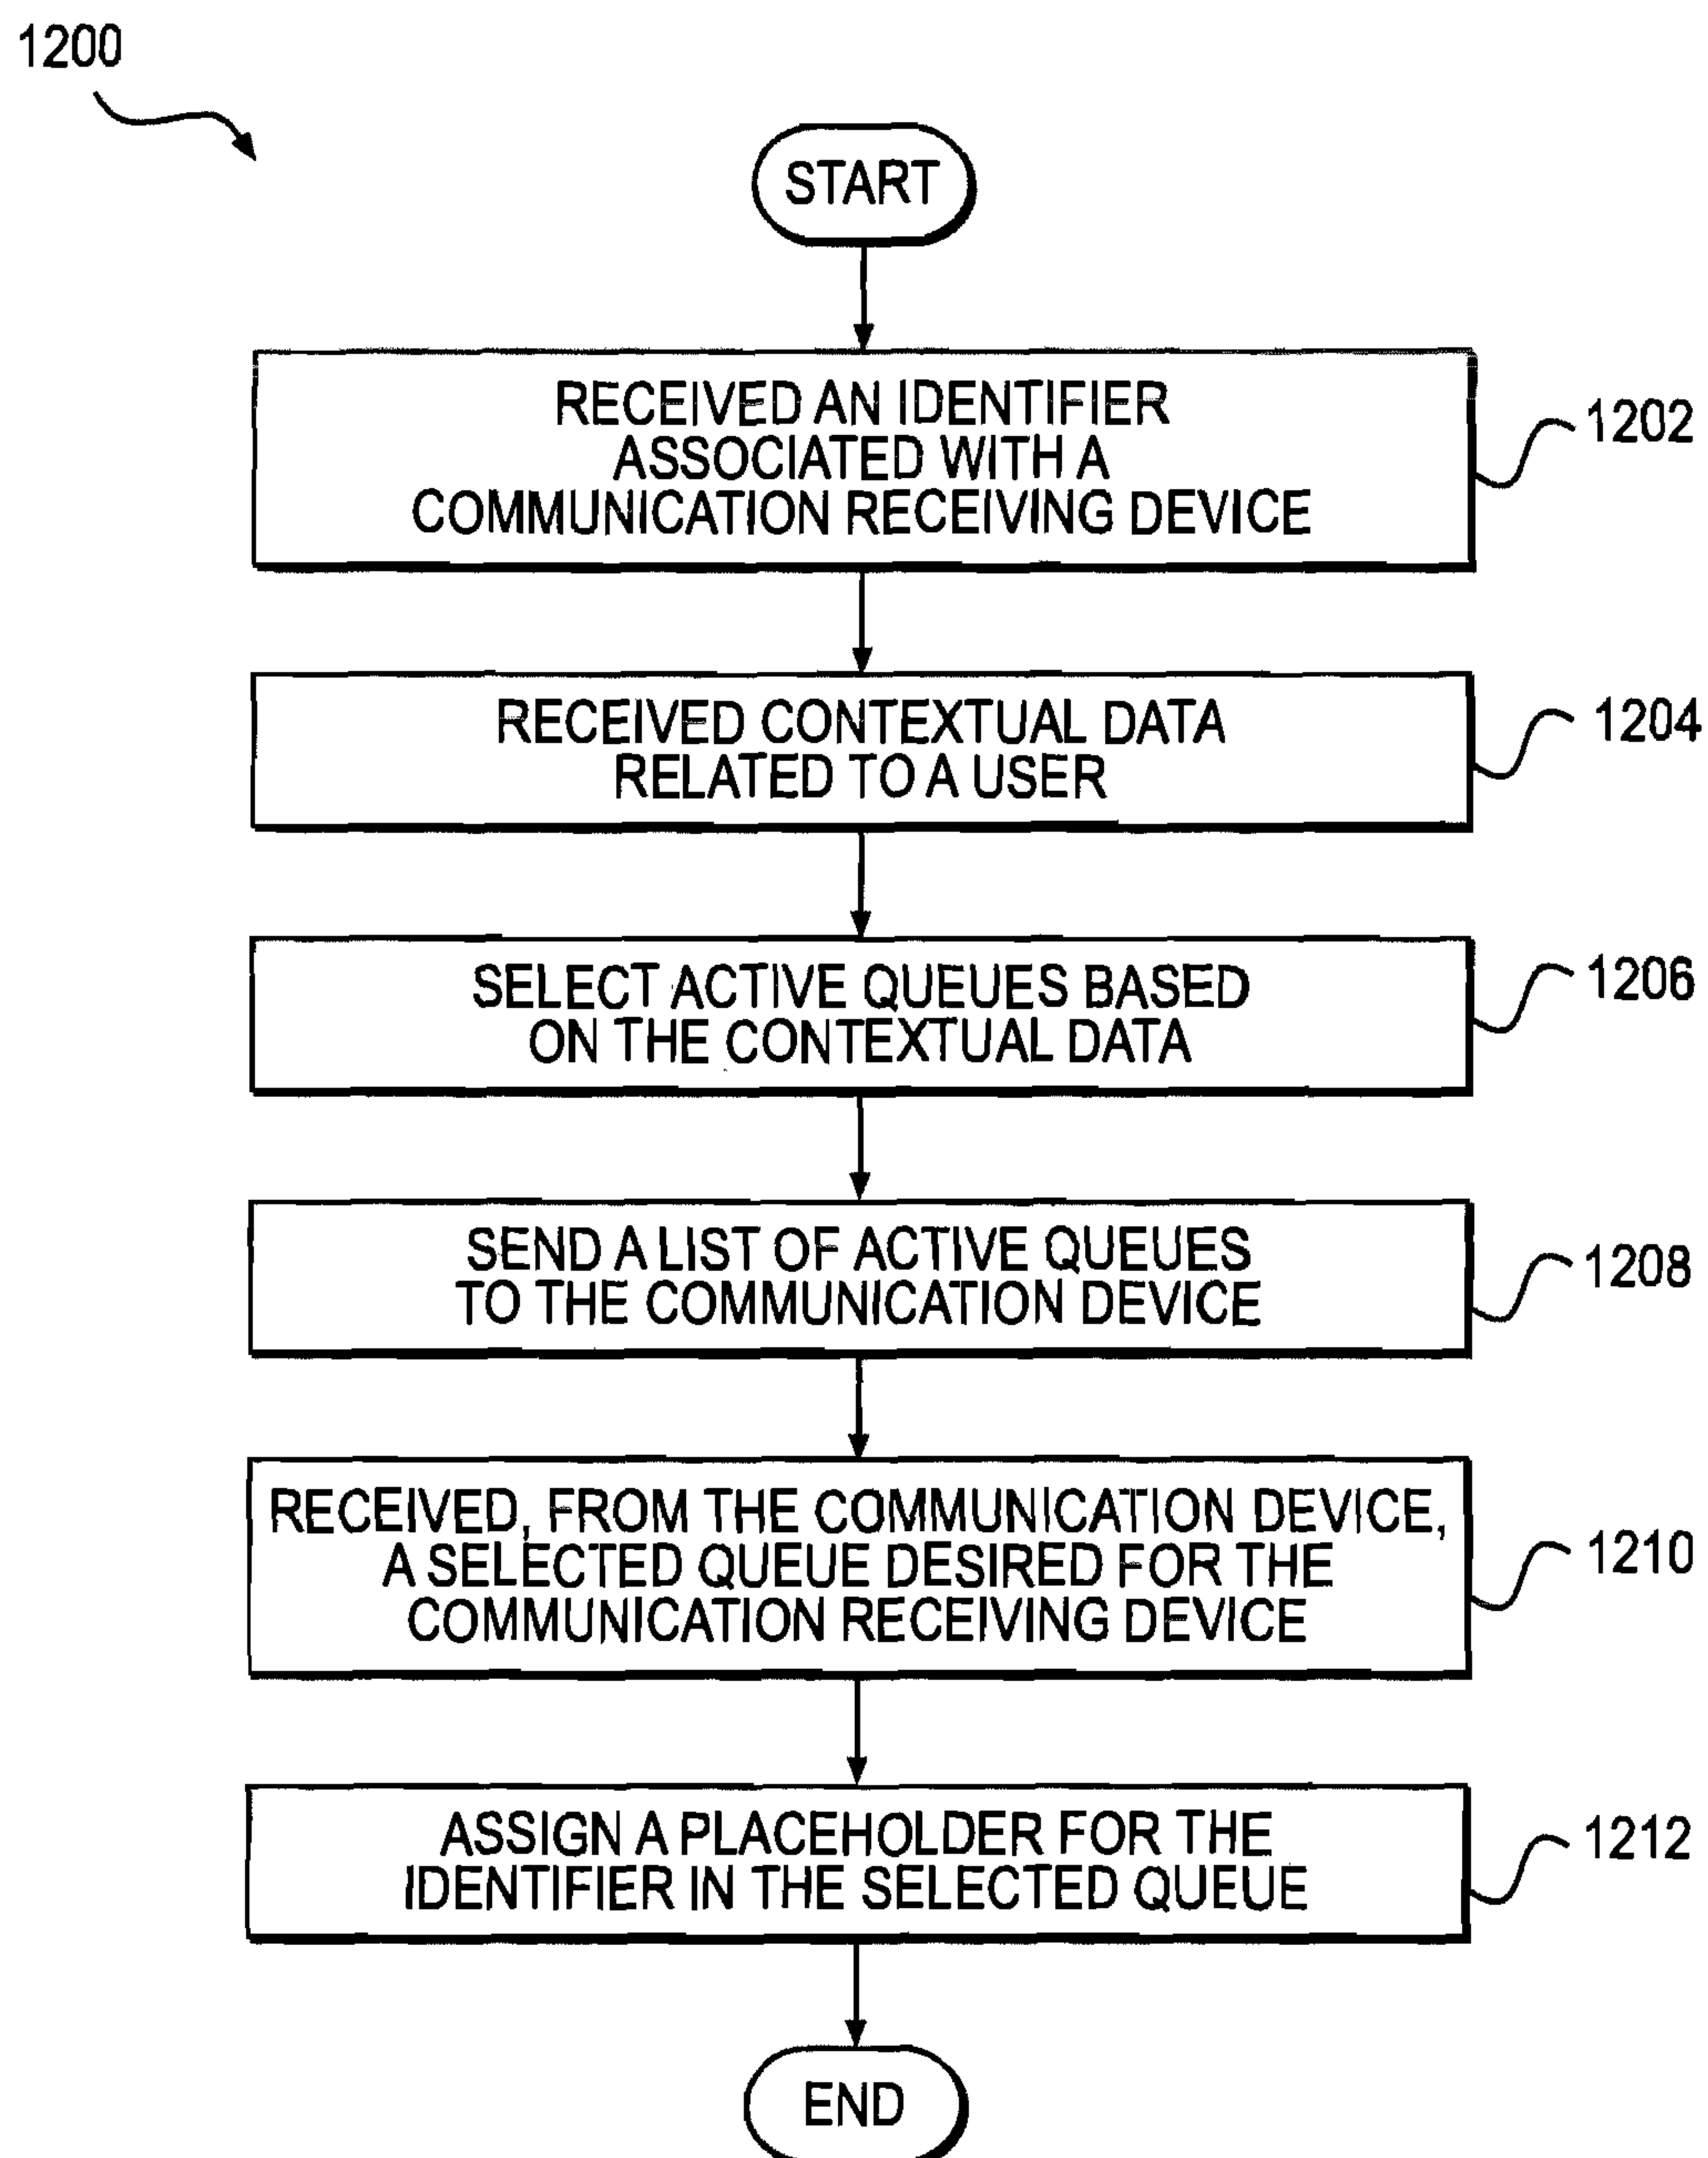 1200
START
RECEIVED AN IDENTIFIER
ASSOCIATED WITH A
COMMUNICATION RECEIVING DEVICE
1202
RECEIVED CONTEXTUAL DATA
RELATED TO A USER
1204
SELECT ACTIVE QUEUES BASED
ON THE CONTEXTUAL DATA
1206
SEND A LIST OF ACTIVE QUEUES
TO THE COMMUNICATION DEVICE
1208
RECEIVED, FROM THE COMMUNICATION DEVICE,
A SELECTED QUEUE DESIRED FOR THE
COMMUNICATION RECEIVING DEVICE
1210
ASSIGN A PLACEHOLDER FOR THE
IDENTIFIER IN THE SELECTED QUEUE
1212
END